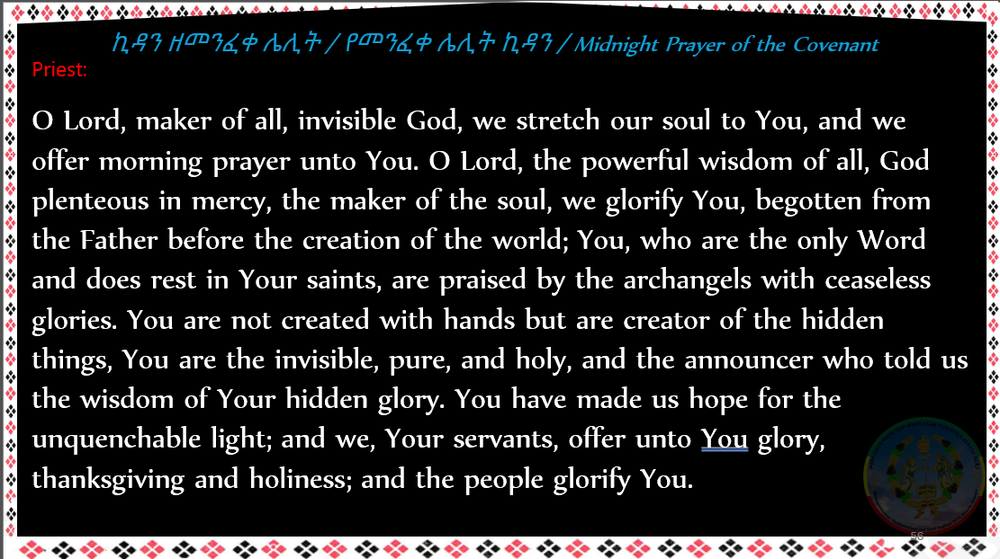 ኪዳን ዘመንፈቀ ሌሊት / የመንፈቀ ሌሊት ኪዳን / Midnight Prayer of the Covenant
Priest:
O Lord, maker of all, invisible God, we stretch our soul to You, and we
offer morning prayer unto You. O Lord, the powerful wisdom of all, God
plenteous in mercy, the maker of the soul, we glorify You, begotten from
the Father before the creation of the world; You, who are the only Word
and does rest in Your saints, are praised by the archangels with ceaseless
glories. You are not created with hands but are creator of the hidden
things, You are the invisible, pure, and holy, and the announcer who told us
the wisdom of Your hidden glory. You have made us hope for the
unquenchable light; and we, Your servants, offer unto You glory,
thanksgiving and holiness; and the people glorify You.
56